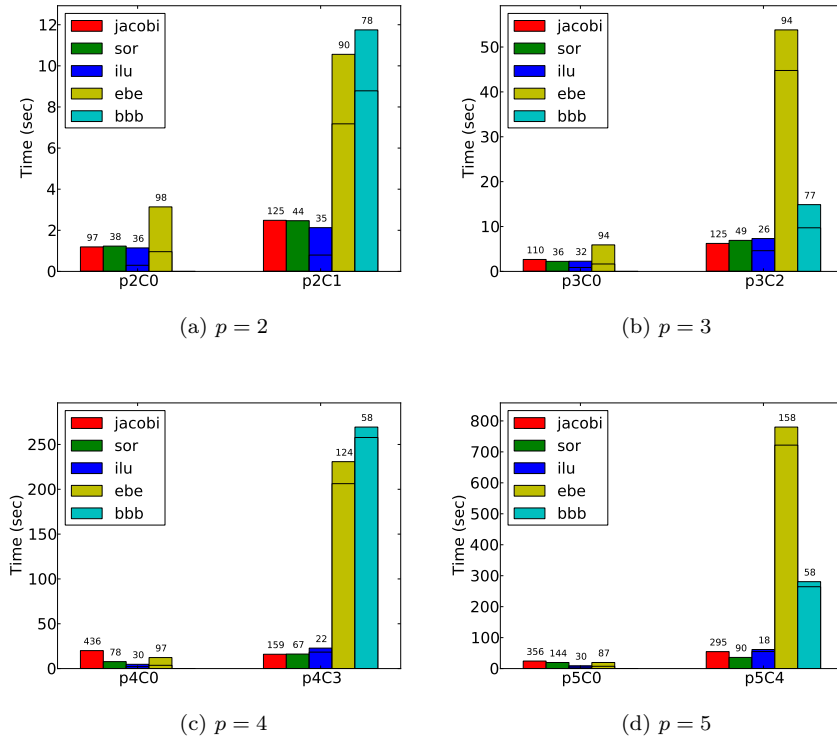 12
10
8
6
4
2
0
Time (sec)
jacobi
sor
ilu
ebe
bbb
97
38
36
98
125
44
35
90
78
p2C0
p2C1
(a) p = 2
50
40
30
20
10
0
Time (sec)
jacobi
sor
ilu
ebe
bbb
110
36
32
94
125
49
26
94
77
p3C0
p3C2
(b) p = 3
250
200
150
100
50
0
Time (sec)
jacobi
sor
ilu
ebe
bbb
436
78
30
97
159
67
22
124
58
p4C0
p4C3
(c) p = 4
800
700
600
500
400
300
200
100
0
Time (sec)
jacobi
sor
ilu
ebe
bbb
356
144
30
87
295
90
18
158
58
p5C0
p5C4
(d) p = 5